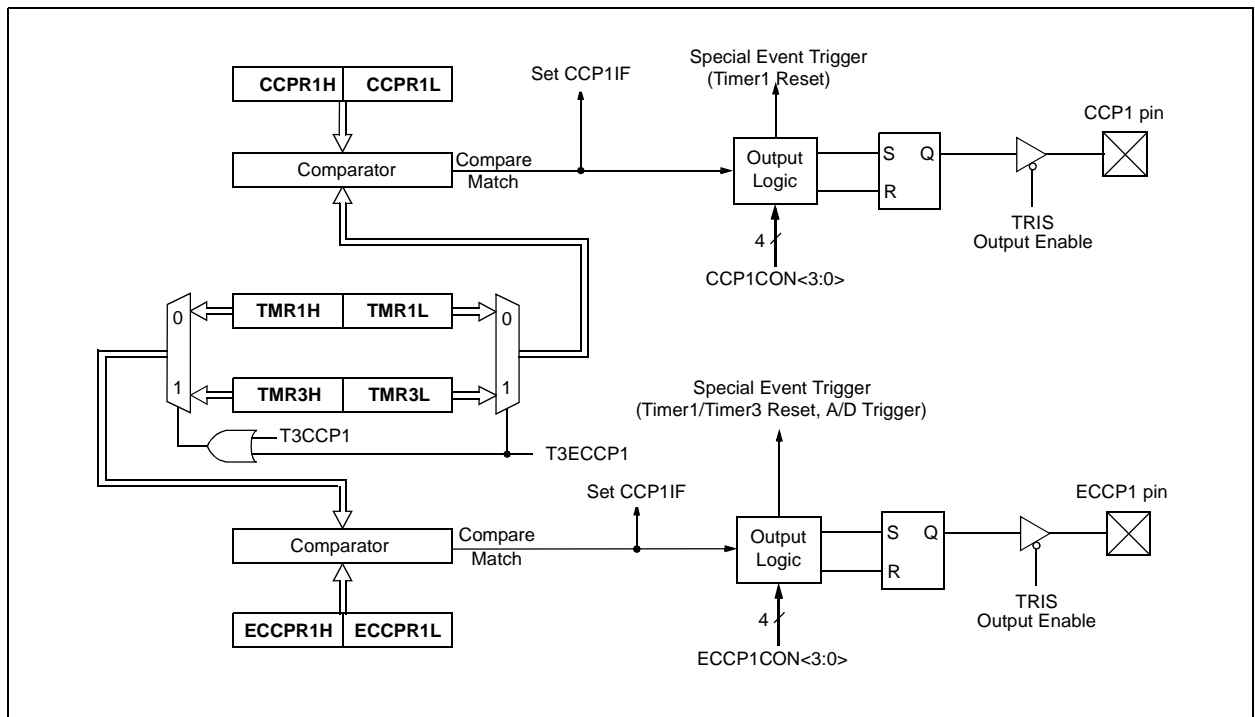 Special Event Trigger
(Timer1 Reset)
Set CCP1IF
CCPR1H CCPR1L
CCP1 pin
Comparator
Compare
Match
Output
Logic
S Q
R
TRIS
Output Enable
4
CCP1CON<3:0>
0 TMR1H TMR1L 0
1 TMR3H TMR3L 1
T3CCP1
T3ECCP1
Special Event Trigger
(Timer1/Timer3 Reset, A/D Trigger)
Set CCP1IF
ECCP1 pin
Comparator
Compare
Match
Output
Logic
S Q
R
TRIS
Output Enable
4
ECCPR1H ECCPR1L
ECCP1CON<3:0>